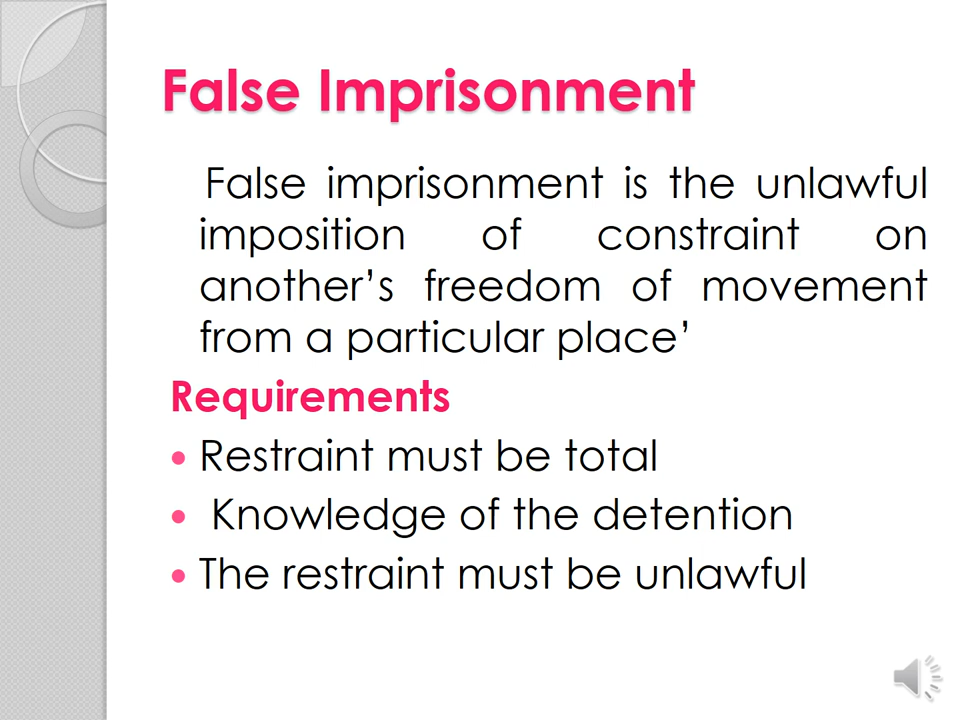 False Imprisonment
False imprisonment is the unlawful
imposition of constraint on
another’s freedom of movement
from a particular place’
Requirements
• Restraint must be total
• Knowledge of the detention
• The restraint must be unlawful